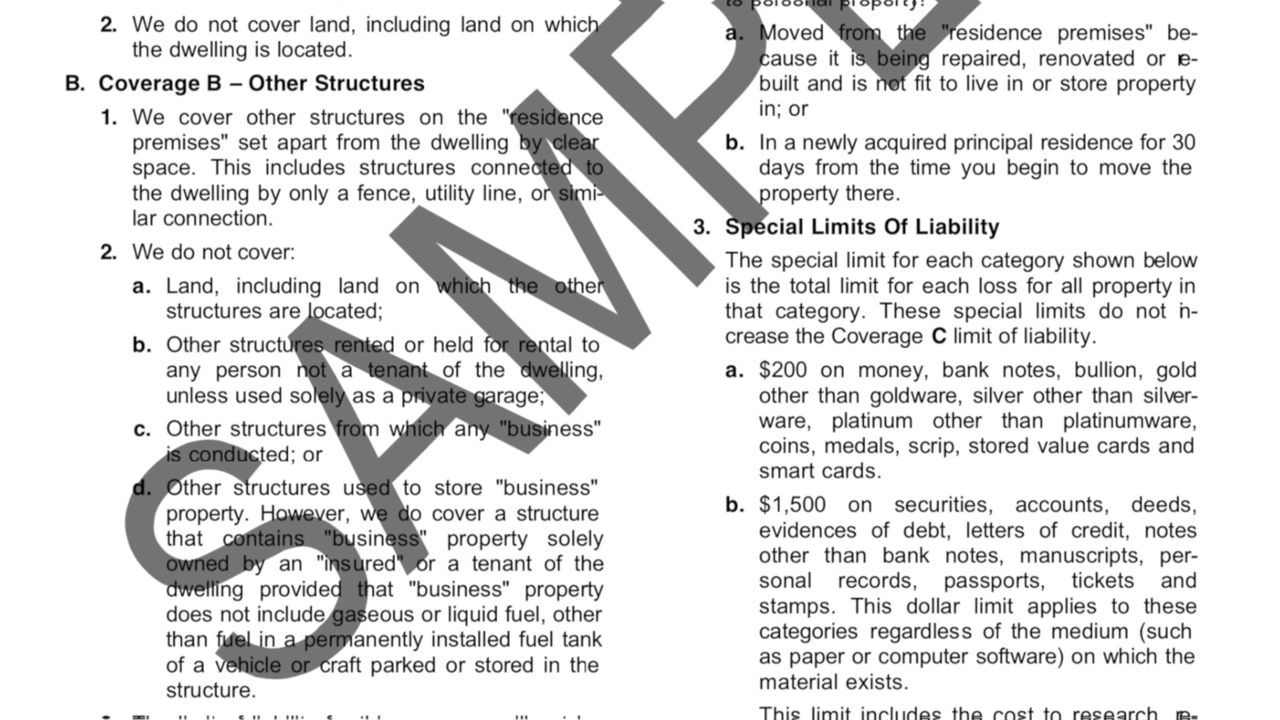 2. We do not cover land, including land on which
the dwelling is located.
B. Coverage B – Other Structures
1. We cover other structures on the "residence
premises" set apart from the dwelling by clear
space. This includes structures connected to
the dwelling by only a fence, utility line, or simi-
lar connection.
2. We do not cover:
a. Land, including land on which the other
structures are located;
b. Other structures rented or held for rental to
any person not a tenant of the dwelling,
unless used solely as a private garage;
c. Other structures from which any "business"
is conducted; or
d. Other structures used to store "business"
property. However, we do cover a structure
that contains "business" property solely
owned by an "insured" or a tenant of the
dwelling provided that "business" property
does not include gaseous or liquid fuel, other
than fuel in a permanently installed fuel tank
of a vehicle or craft parked or stored in the
structure.
to personal property:
a. Moved from the "residence premises" be-
cause it is being repaired, renovated or e-
built and is not fit to live in or store property
in; or
b. In a newly acquired principal residence for 30
days from the time you begin to move the
property there.
3. Special Limits Of Liability
The special limit for each category shown below
is the total limit for each loss for all property in
that category. These special limits do not n-
crease the Coverage C limit of liability.
a. $200 on money, bank notes, bullion, gold
other than goldware, silver other than silver-
ware, platinum other than platinumware,
coins, medals, scrip, stored value cards and
smart cards.
b. $1,500 on securities, accounts, deeds,
evidences of debt, letters of credit, notes
other than bank notes, manuscripts, per-
sonal records, passports, tickets and
stamps. This dollar limit applies to these
categories regardless of the medium (such
as paper or computer software) on which the
material exists.
This limit includes the cost to research, e-
SAMPLE